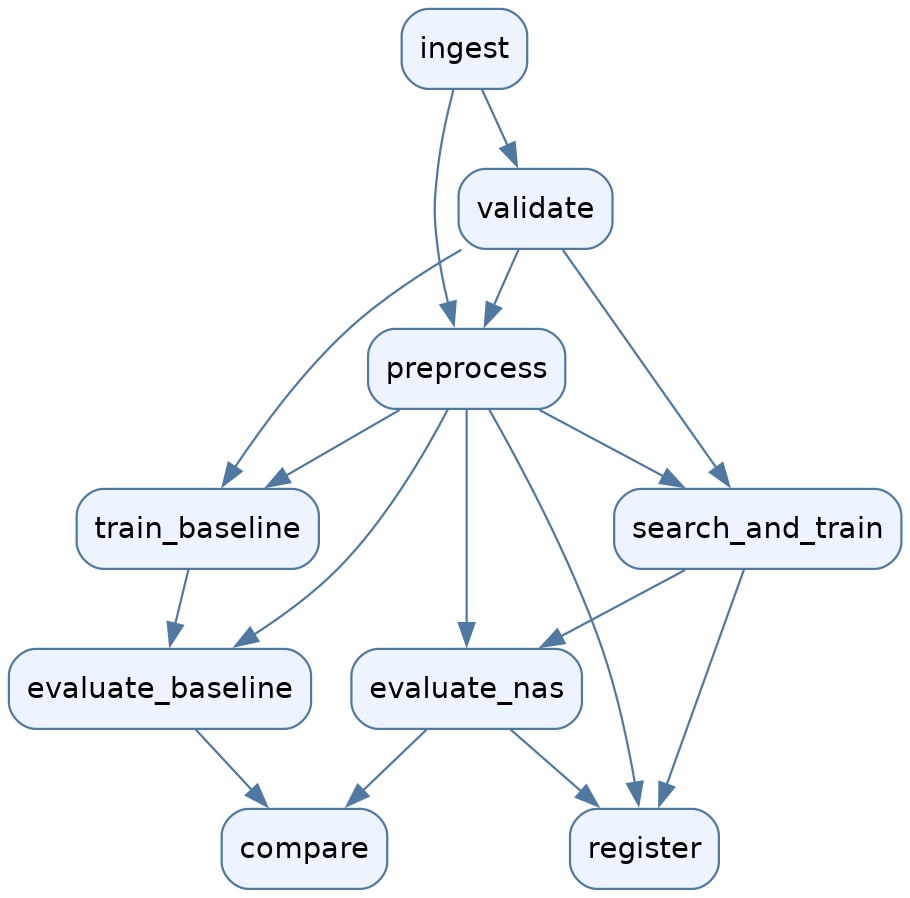 ingest
validate
preprocess
train_baseline
search_and_train
evaluate_baseline
evaluate_nas
compare
register